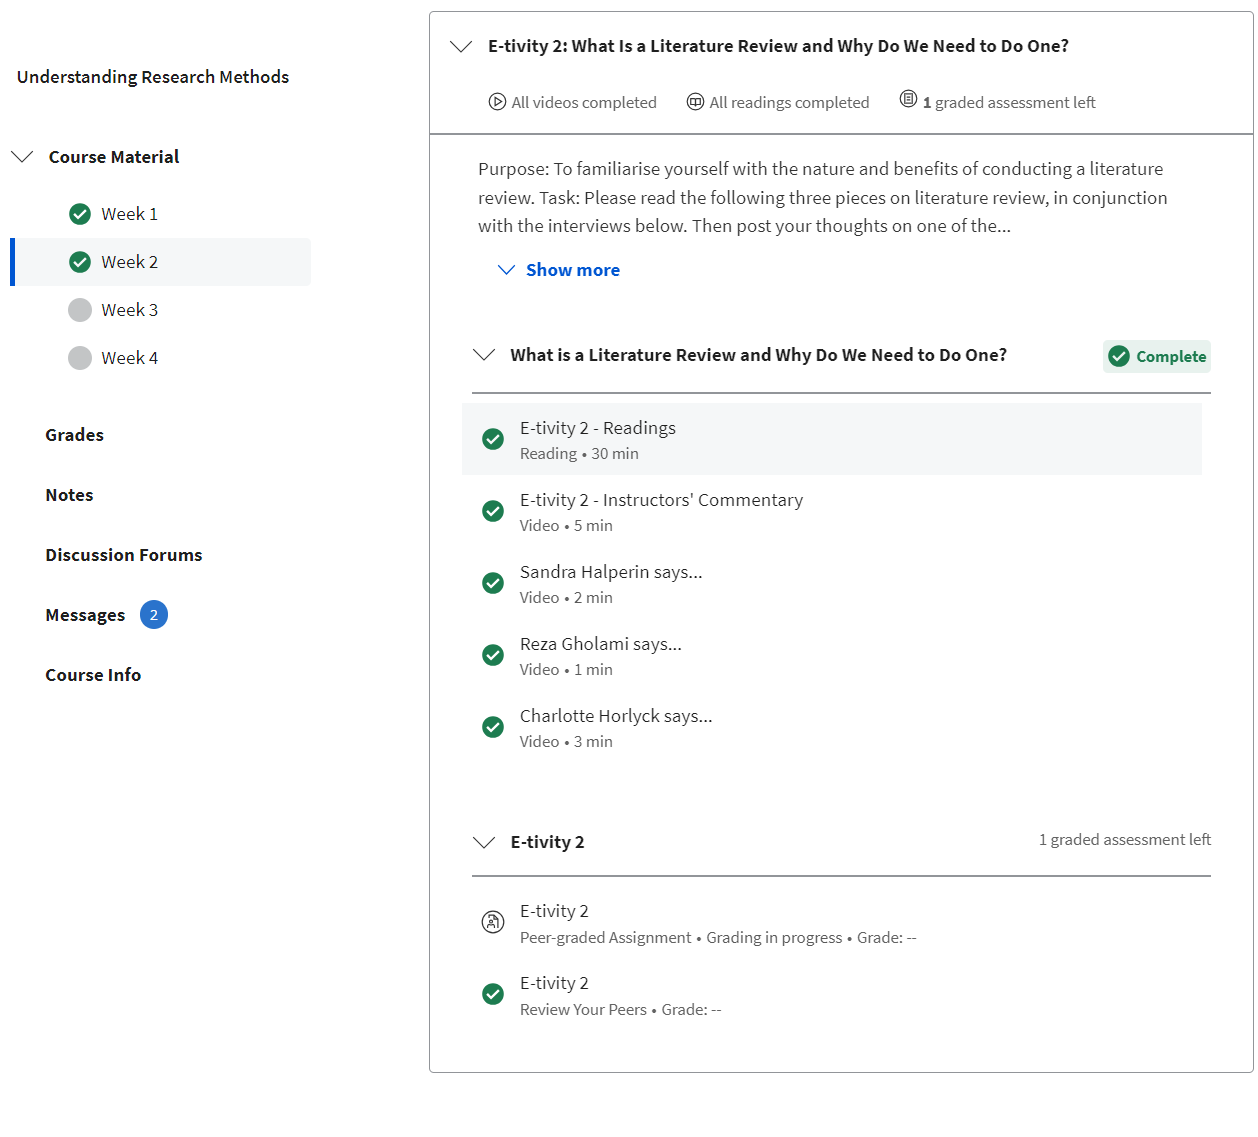 Understanding Research Methods
Course Material
Week 1
Week 2
Week 3
Week 4
Grades
Notes
Discussion Forums
Messages 2
Course Info
E-tivity 2: What Is a Literature Review and Why Do We Need to Do One?
All videos completed All readings completed 1 graded assessment left
Purpose: To familiarise yourself with the nature and benefits of conducting a literature
review. Task: Please read the following three pieces on literature review, in conjunction
with the interviews below. Then post your thoughts on one of the...
Show more
What is a Literature Review and Why Do We Need to Do One? Complete
E-tivity 2 - Readings
Reading • 30 min
E-tivity 2 - Instructors' Commentary
Video • 5 min
Sandra Halperin says...
Video • 2 min
Reza Gholami says...
Video • 1 min
Charlotte Horlyck says...
Video • 3 min
E-tivity 2 1 graded assessment left
E-tivity 2
Peer-graded Assignment • Grading in progress • Grade: --
E-tivity 2
Review Your Peers • Grade: --